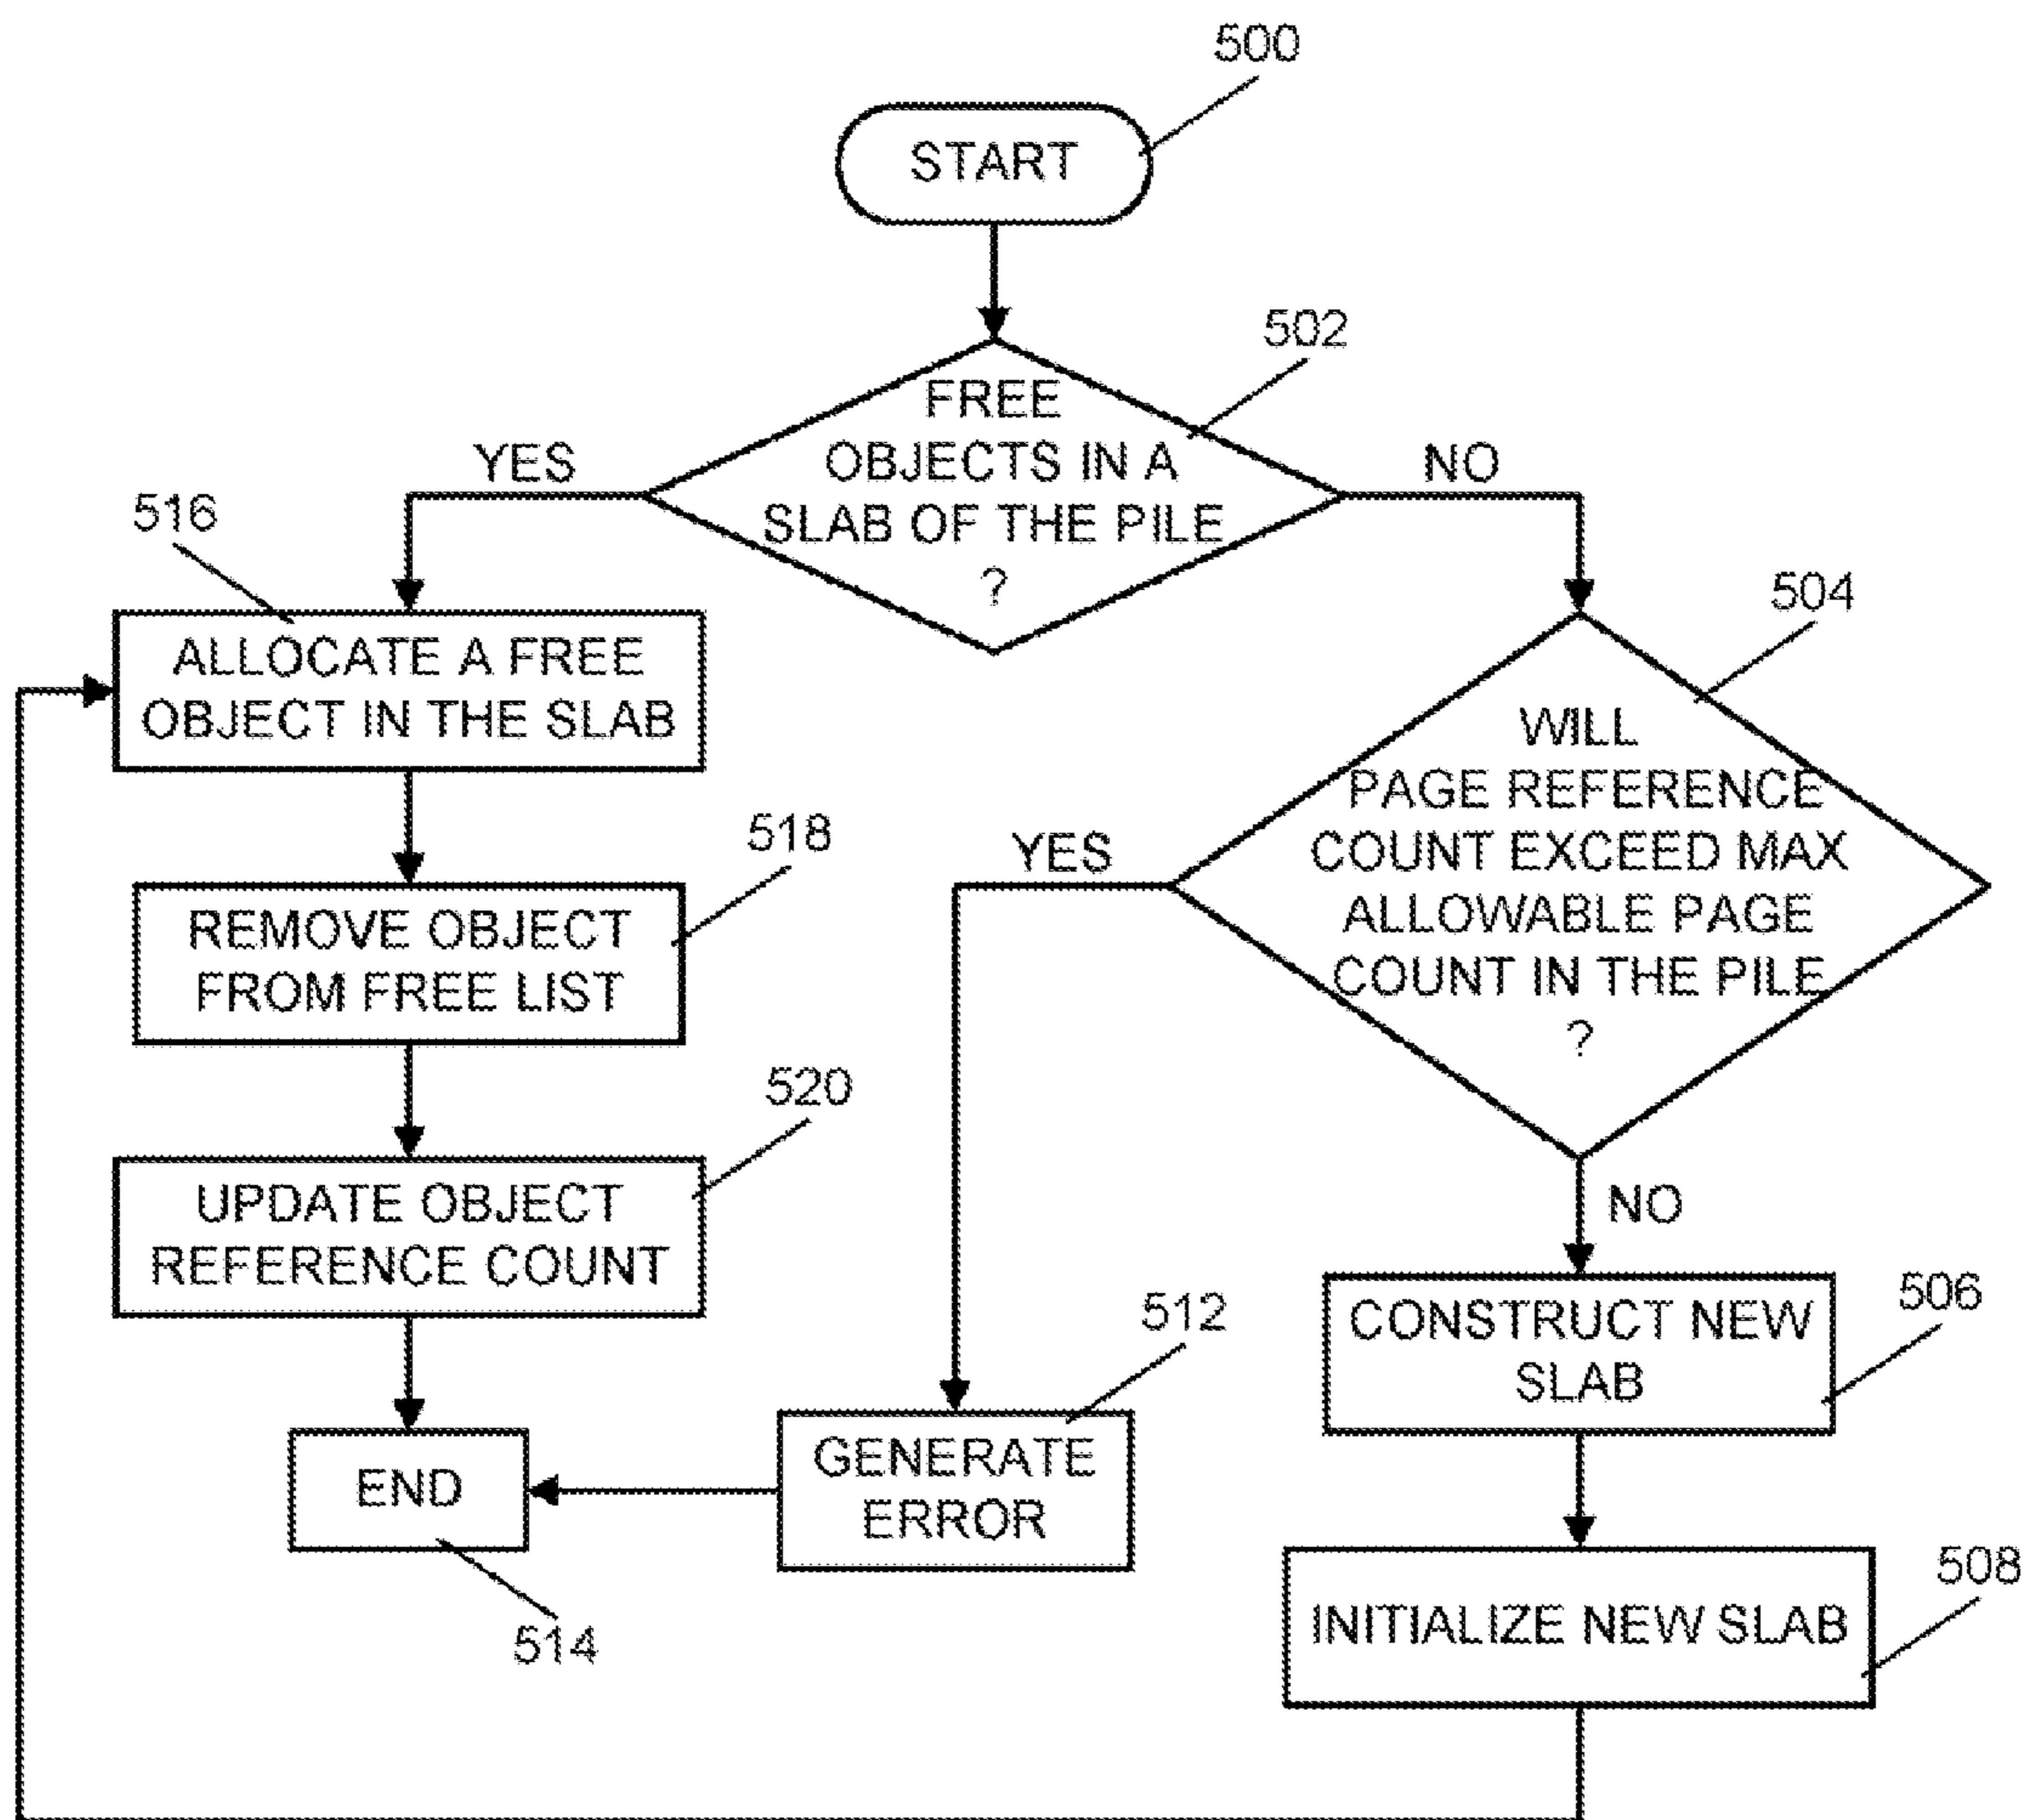 500
START
502
FREE
OBJECTS IN A
SLAB OF THE PILE
?
YES
NO
516
ALLOCATE A FREE
OBJECT IN THE SLAB
504
WILL
PAGE REFERENCE
COUNT EXCEED MAX
ALLOWABLE PAGE
COUNT IN THE PILE
?
YES
NO
518
REMOVE OBJECT
FROM FREE LIST
520
UPDATE OBJECT
REFERENCE COUNT
506
CONSTRUCT NEW
SLAB
512
GENERATE
ERROR
END
514
508
INITIALIZE NEW SLAB